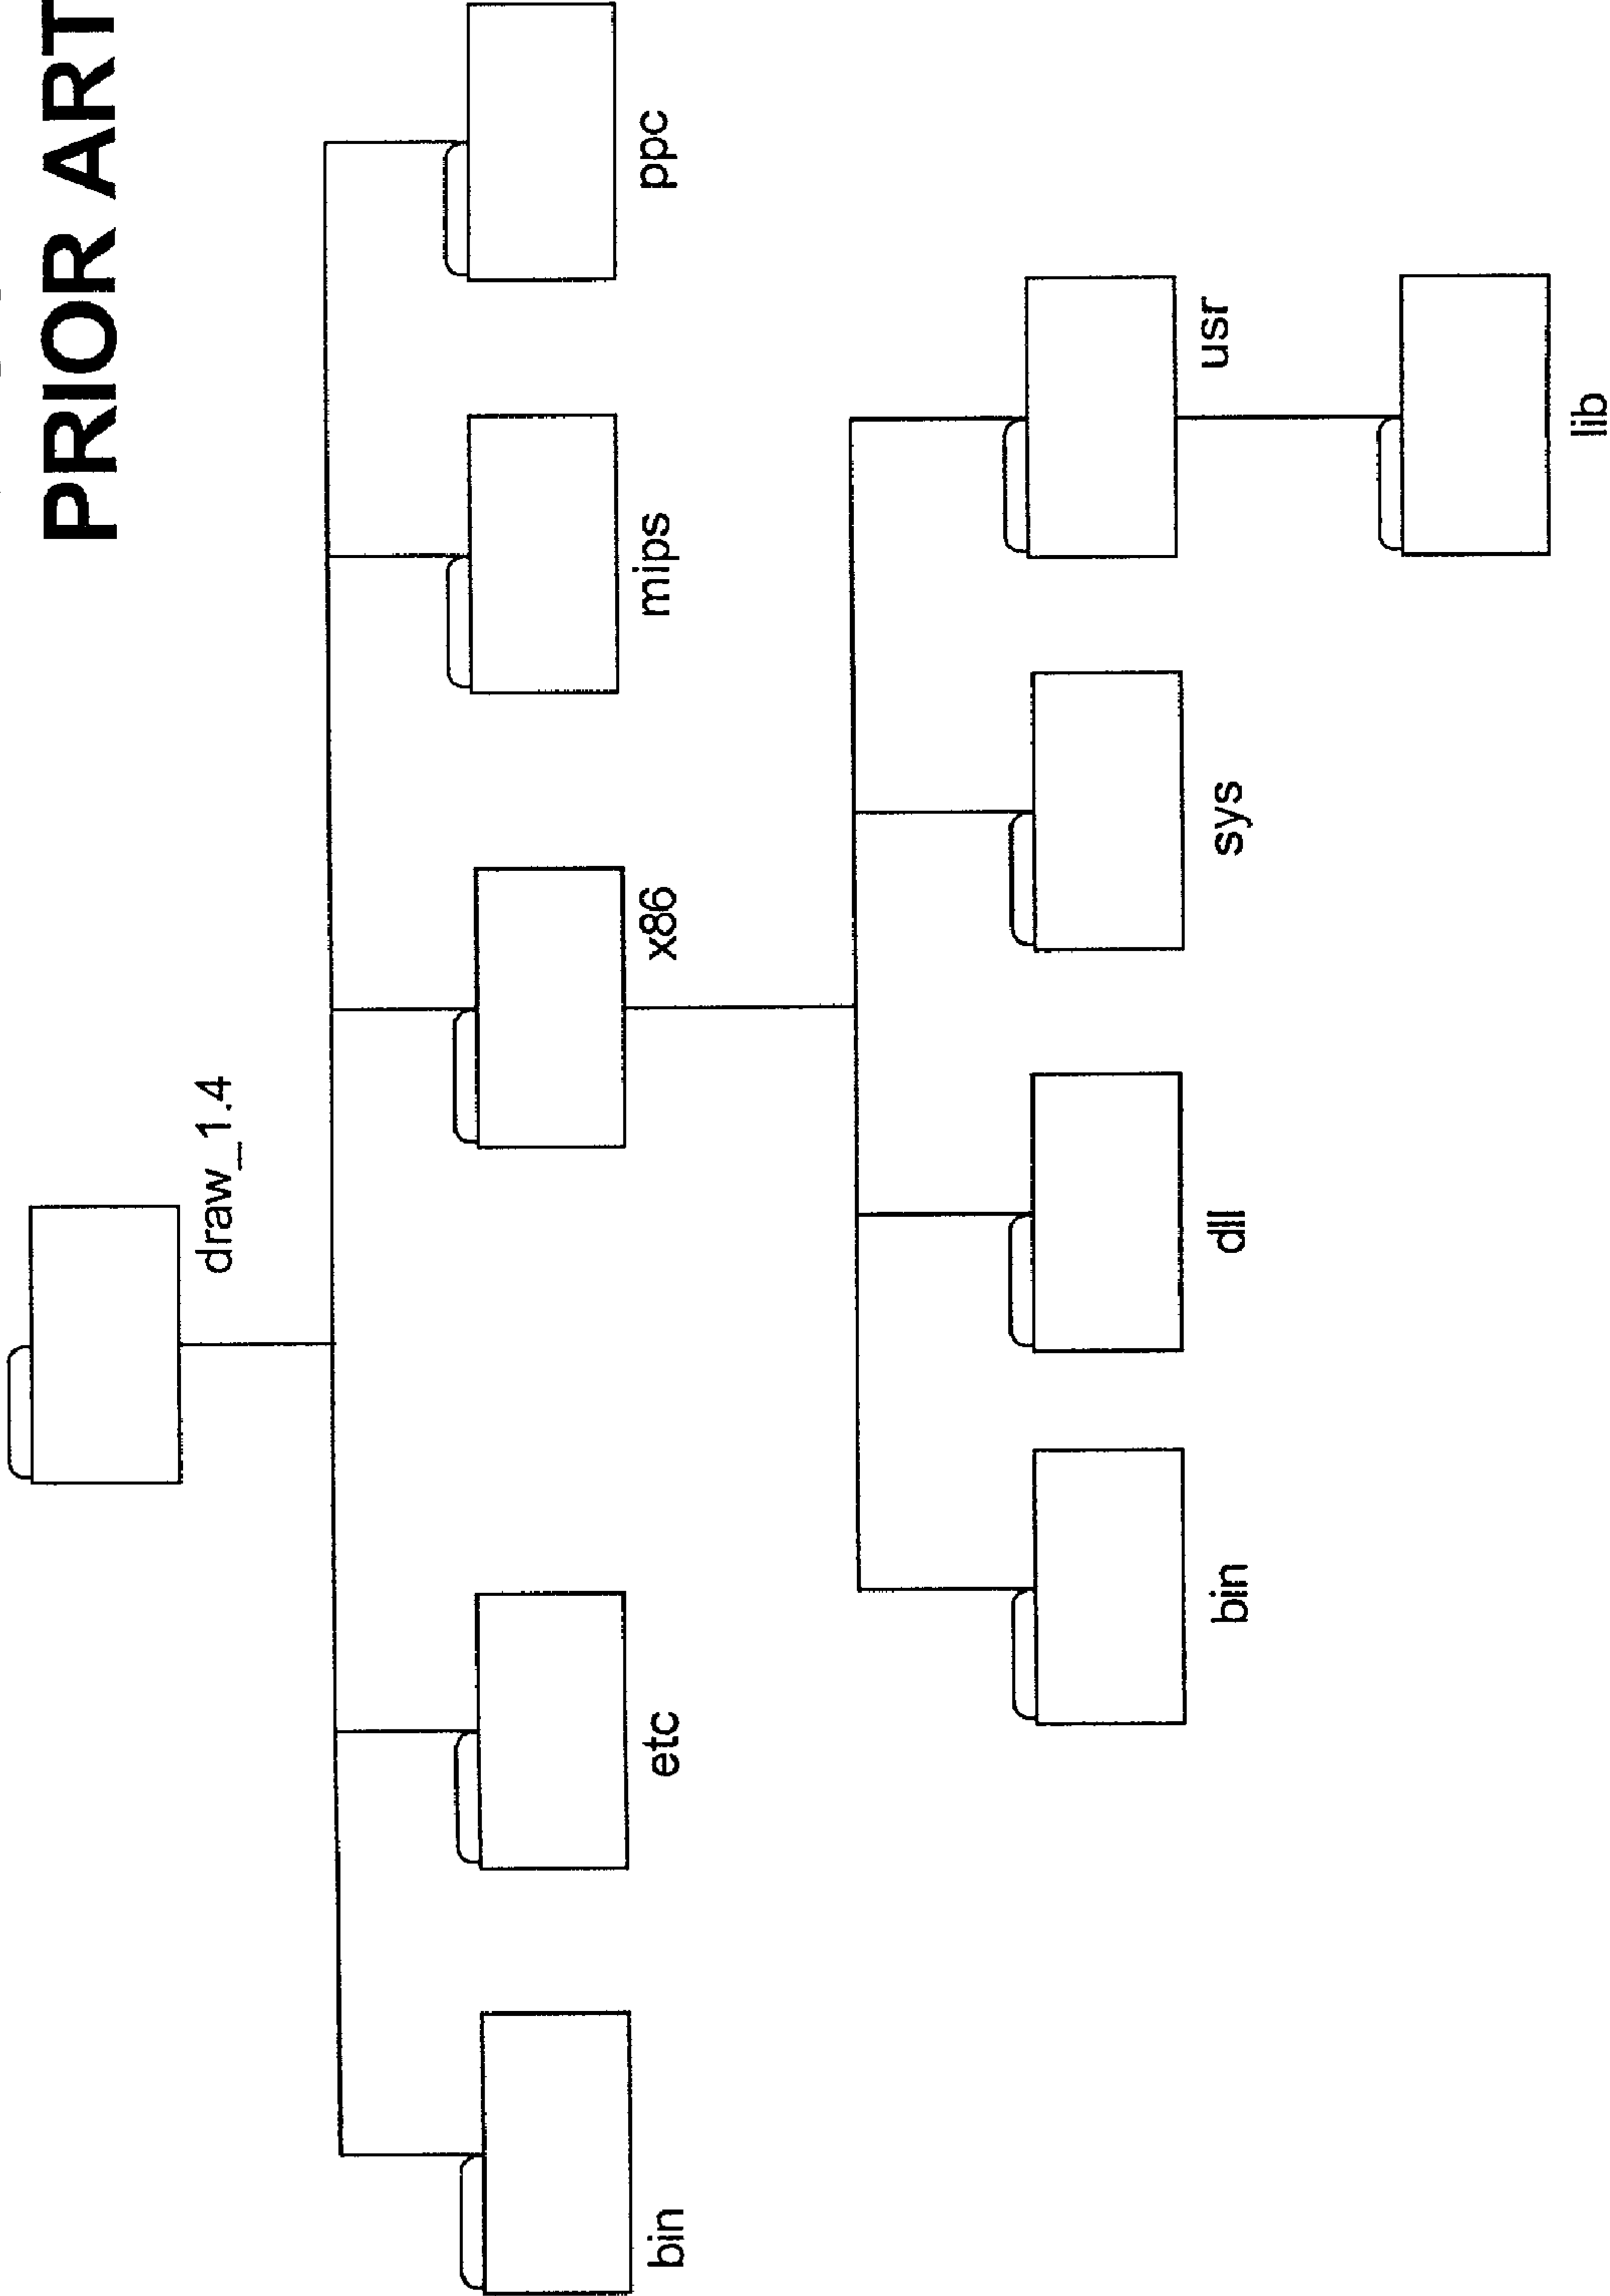 PRIOR ART
draw_1.4
bin
etc
x86
mips
ppc
bin
dll
sys
usr
lib